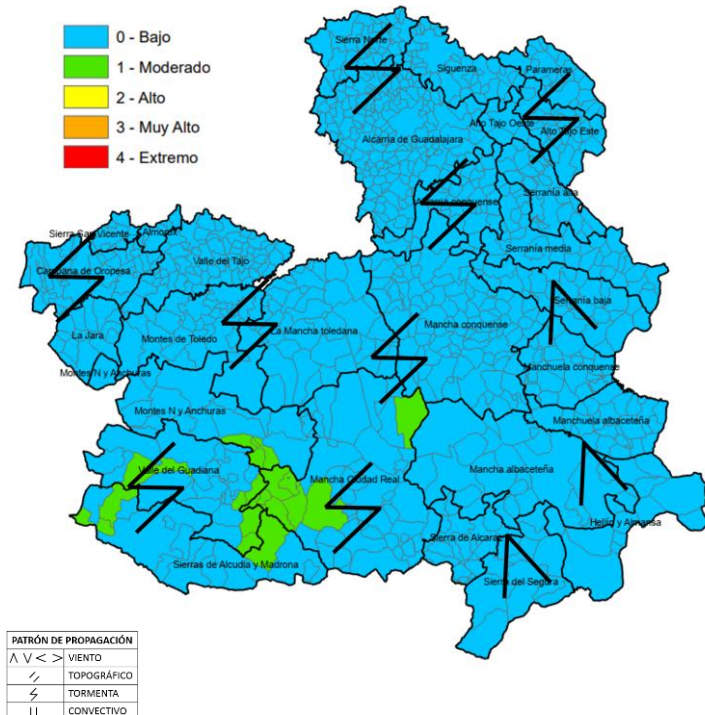 0 - Bajo
1 - Moderado
2 - Alto
3 - Muy Alto
4 - Extremo
Sierra Norte
Siguenza
Parameras
Alto Tajo Oeste
Alto Tajo Este
Alcarria de Guadalajara
Alcarria conquense
Serranía alta
Serranía media
Sierra San Vicente
Almorox
Campana de Oropesa
Valle del Tajo
Serranía baja
La Jara
Montes de Toledo
La Mancha toledana
Mancha conquense
Manchuela conquense
Montes N y Anchuras
Montes N y Anchuras
Manchuela albaceteña
Valle del Guadiana
Mancha Ciudad Real
Mancha albaceteña
Hellín y Almansa
Sierra de Alcaraz
Sierras de Alcudia y Madrona
Sierra del Segura
PATRÓN DE PROPAGACIÓN
VIENTO
TOPOGRÁFICO
TORMENTA
CONVECTIVO